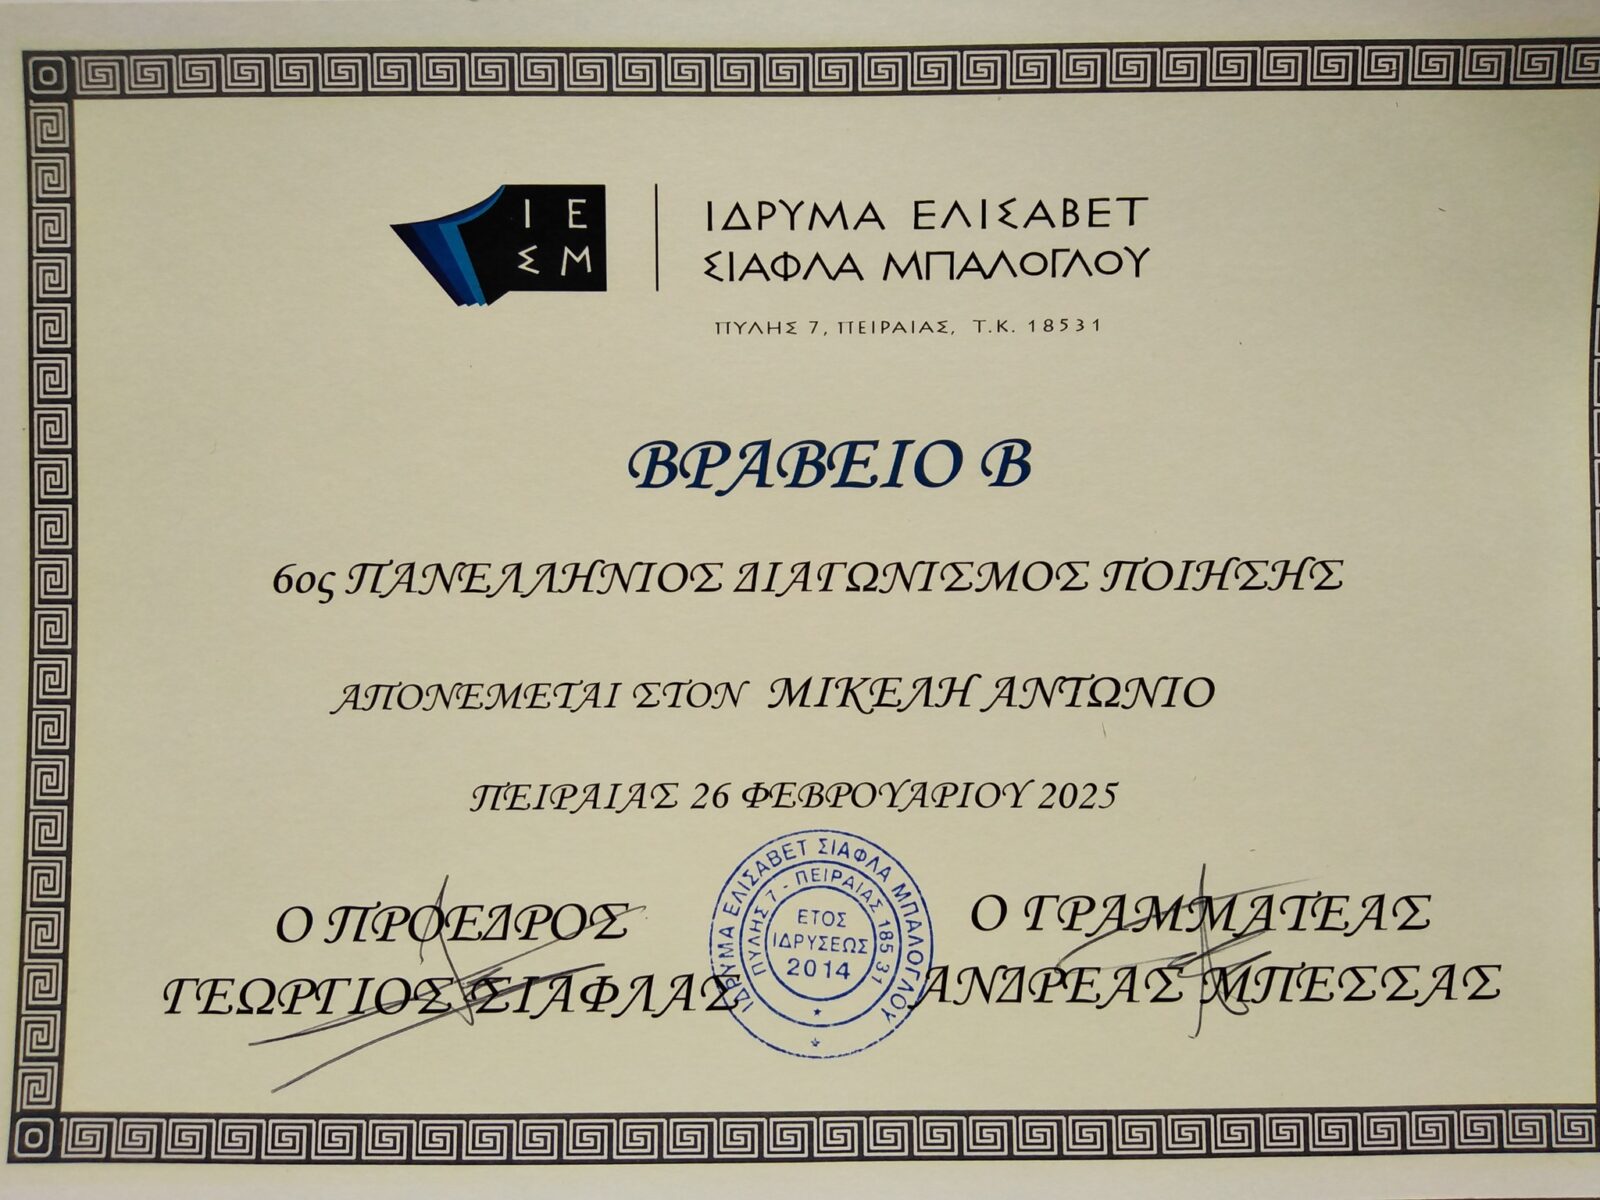 Ι Ε
Σ Μ
ΙΔΡΥΜΑ ΕΛΙΣΑΒΕΤ
ΣΙΑΦΛΑ ΜΠΑΛΟΓΛΟΥ
ΠΥΛΗΣ 7, ΠΕΙΡΑΙΑΣ, Τ.Κ. 18531
ΒΡΑΒΕΙΟ Β
6ος ΠΑΝΕΛΛΗΝΙΟΣ ΔΙΑΓΩΝΙΣΜΟΣ ΠΟΙΗΣΗΣ
ΑΠΟΝΕΜΕΤΑΙ ΣΤΟΝ ΜΙΚΕΛΗ ΑΝΤΩΝΙΟ
ΠΕΙΡΑΙΑΣ 26 ΦΕΒΡΟΥΑΡΙΟΥ 2025
Ο ΠΡΟΕΔΡΟΣ
ΓΕΩΡΓΙΟΣ ΣΙΑΦΛΑΣ
ΙΔΡΥΜΑ ΕΛΙΣΑΒΕΤ ΣΙΑΦΛΑ ΜΠΑΛΟΓΛΟΥ
ΠΥΛΗΣ 7 - ΠΕΙΡΑΙΑΣ 185 31
ΕΤΟΣ
ΙΔΡΥΣΕΩΣ
2014
Ο ΓΡΑΜΜΑΤΕΑΣ
ΑΝΔΡΕΑΣ ΜΠΕΣΣΑΣ